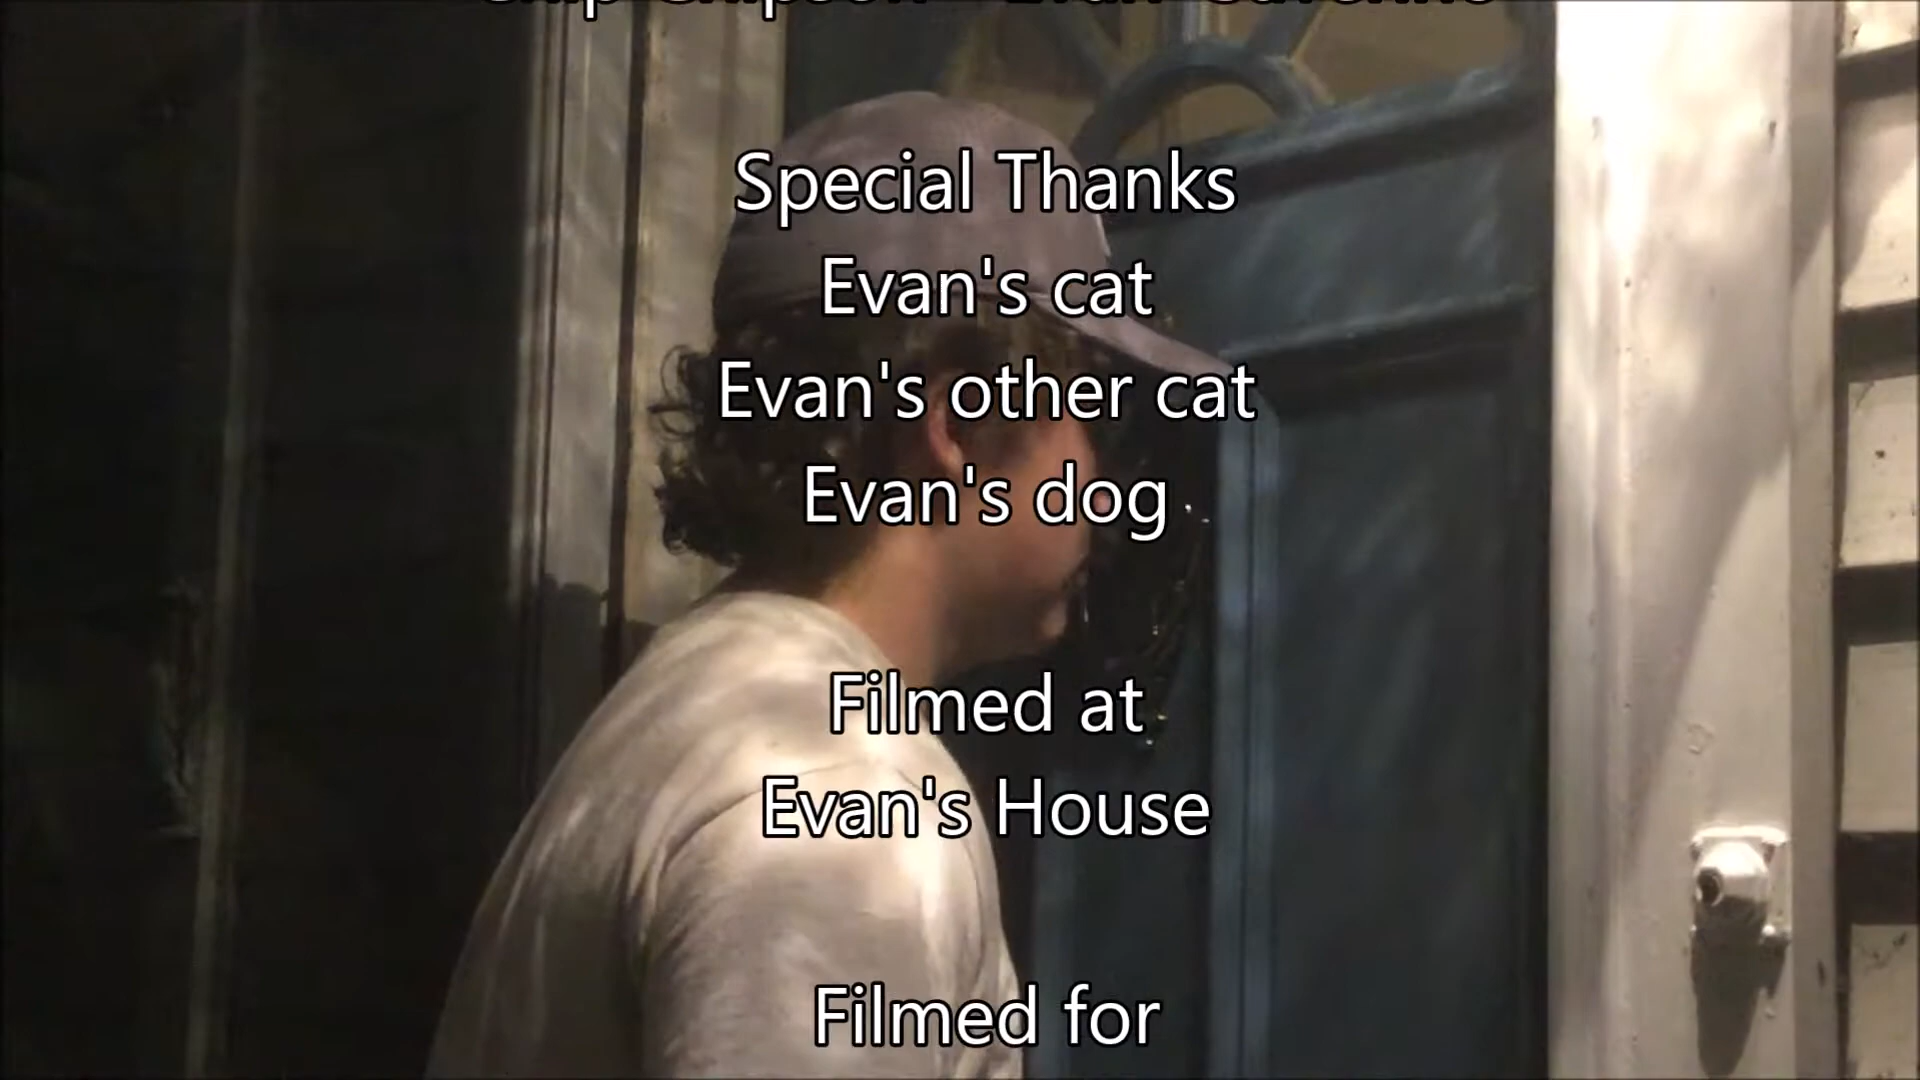 Special Thanks
Evan's cat
Evan's other cat
Evan's dog
Filmed at
Evan's House
Filmed for